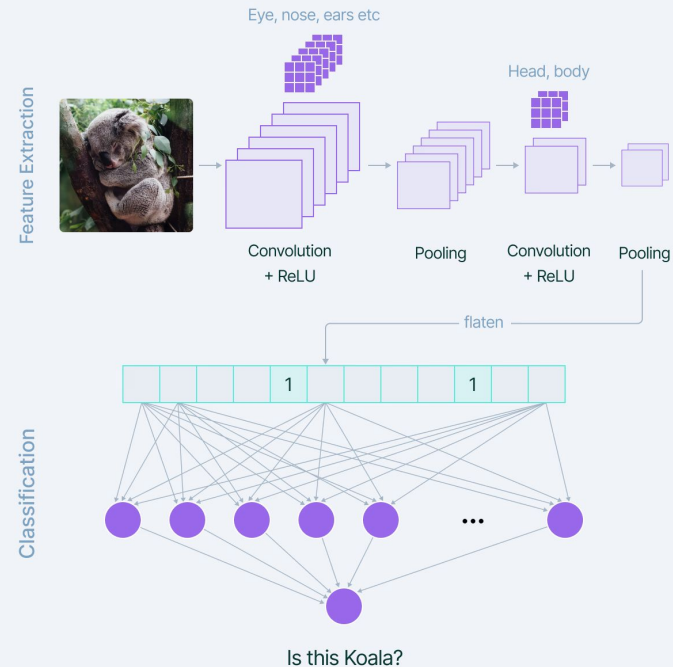 Eye, nose, ears etc
Head, body
Feature Extraction
Convolution
+ ReLU
Pooling
Convolution
+ ReLU
Pooling
flaten
1
1
Classification
...
Is this Koala?